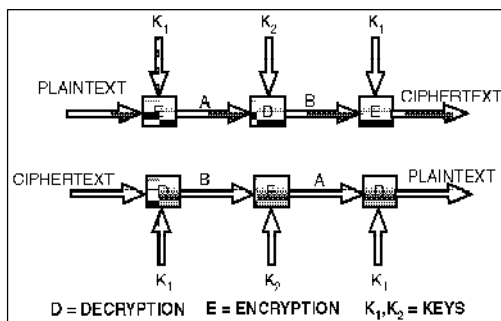 K₁ K₂ K₁
PLAINTEXT E A D B E CIPHERTEXT
CIPHERTEXT D B E A D PLAINTEXT
K₁ K₂ K₁
D = DECRYPTION E = ENCRYPTION K₁,K₂ = KEYS